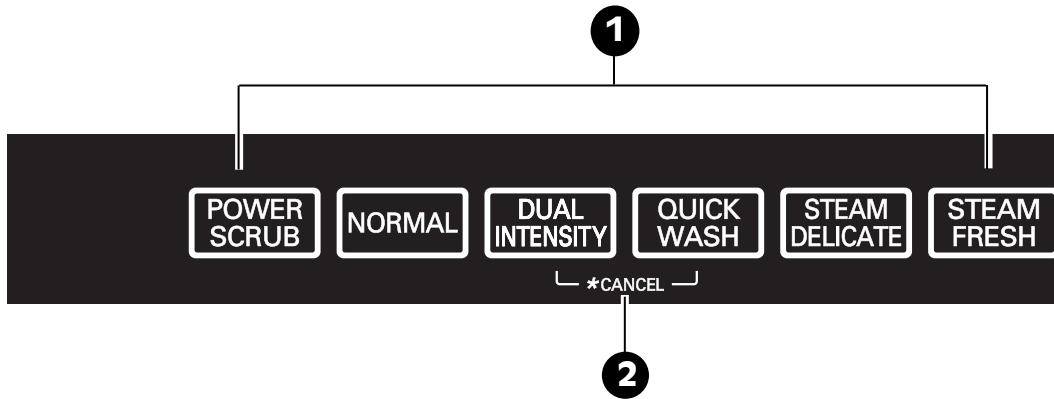 1
POWER
SCRUB
NORMAL
DUAL
INTENSITY
QUICK
WASH
STEAM
DELICATE
STEAM
FRESH
*CANCEL
2